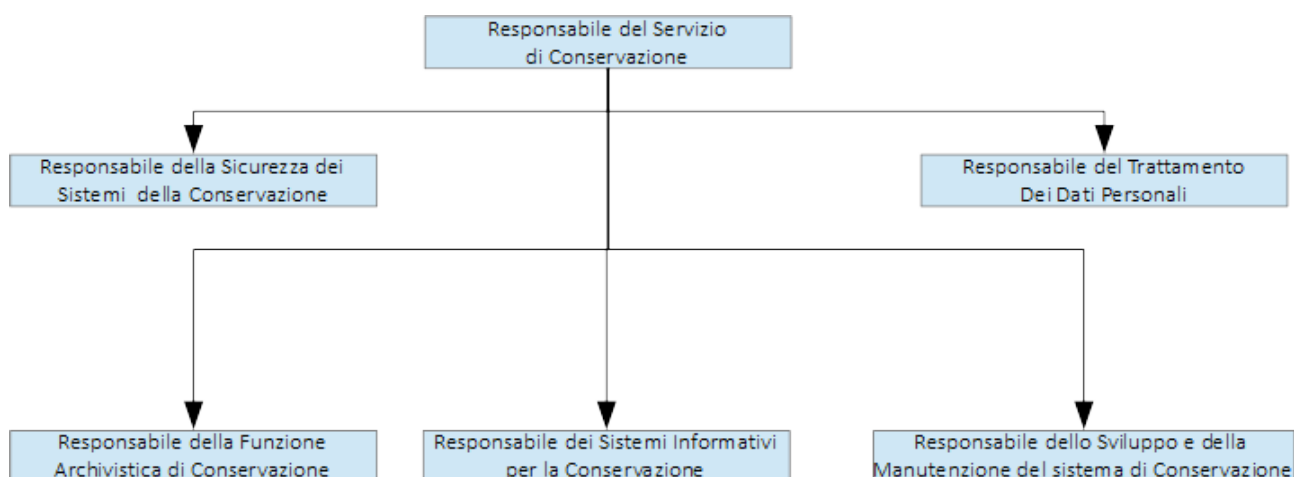 Responsabile del Servizio
di Conservazione
Responsabile della Sicurezza dei
Sistemi della Conservazione
Responsabile del Trattamento
Dei Dati Personali
Responsabile della Funzione
Archivistica di Conservazione
Responsabile dei Sistemi Informativi
per la Conservazione
Responsabile dello Sviluppo e della
Manutenzione del sistema di Conservazione